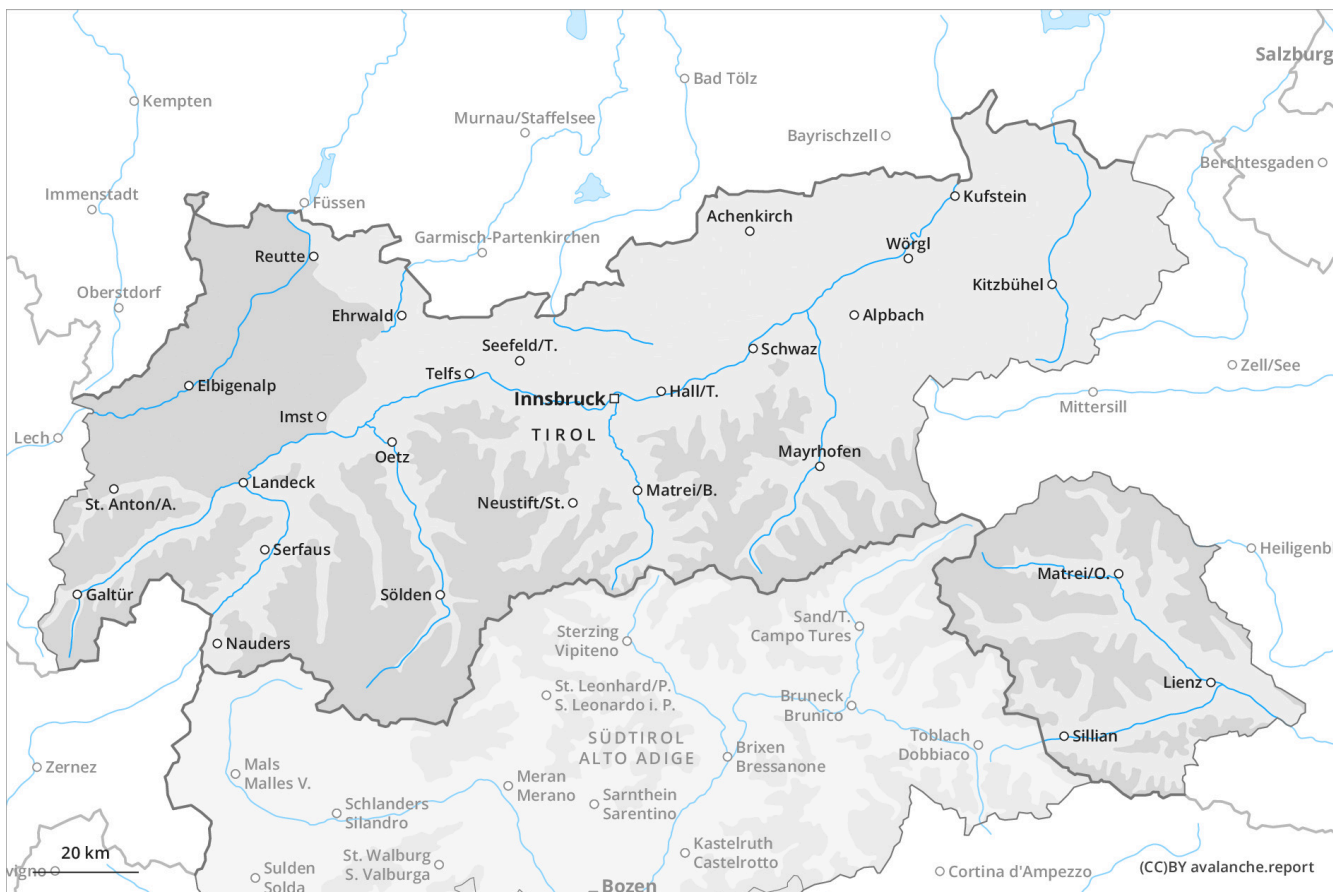 Salzburg
Bad Tölz
Kempten
Murnau/Staffelsee
Bayrischzell
Berchtesgaden
Immenstadt
Füssen
Kufstein
Achenkirch
Garmisch-Partenkirchen
Wörgl
Reutte
Kitzbühel
Oberstdorf
Ehrwald
Alpbach
Seefeld/T.
Schwaz
Zell/See
Telfs
Elbigenalp
Hall/T.
Innsbruck
Mittersill
Imst
TIROL
Lech
Oetz
Mayrhofen
Landeck
Matrei/B.
St. Anton/A.
Neustift/St.
Serfaus
Heiligenb
Matrei/O.
Galtür
Sölden
Sand/T.
Campo Tures
Sterzing
Vipiteno
Nauders
Lienz
St. Leonhard/P.
S. Leonardo i. P.
Bruneck
Brunico
Sillian
Toblach
Dobbiaco
SÜDTIROL
ALTO ADIGE
Brixen
Bressanone
Zernez
Mals
Malles V.
Meran
Merano
Sarnthein
Sarentino
Schlanders
Silandro
Kastelruth
Castelrotto
20 km
St. Walburg
S. Valburga
vigno
Sulden
Solda
Cortina d'Ampezzo
(CC)BY avalanche.report
Bozen